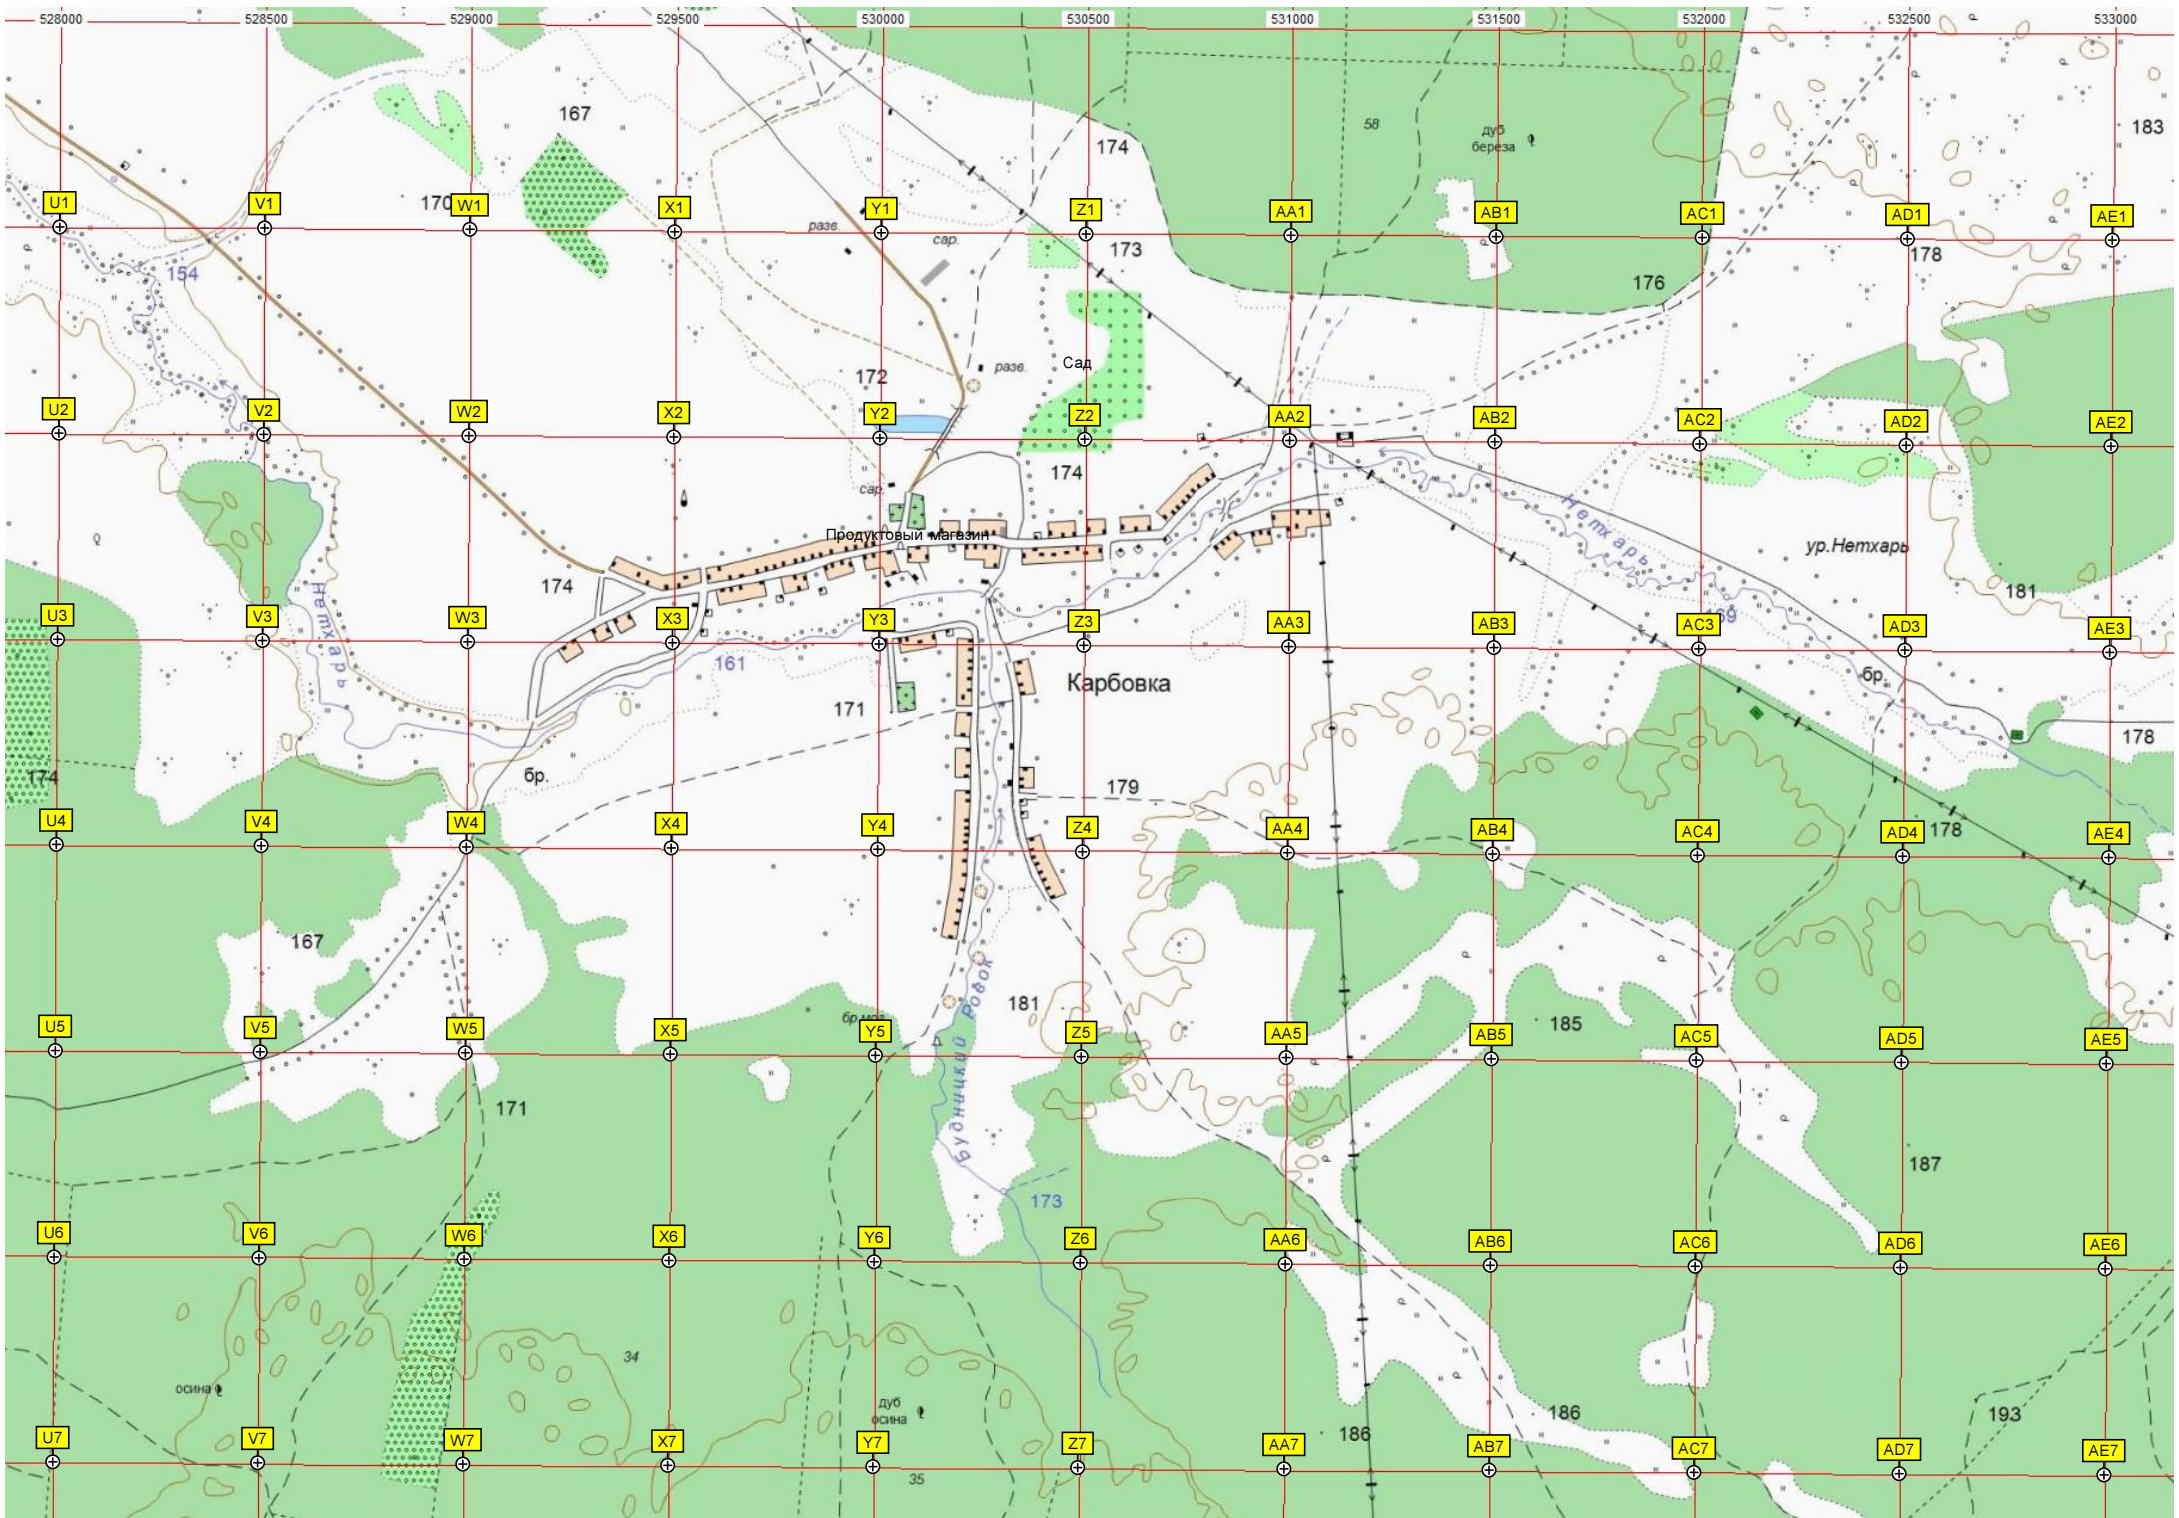 528000 528500 529000 529500 530000 530500 531000 531500 532000 532500 533000
167 174 58 дуб береза 183
170
U1 V1 W1 X1 Y1 Z1 AA1 AB1 AC1 AD1 AE1
разв. сар. 173 178
154 176
разв. Сад
172
U2 V2 W2 X2 Y2 Z2 AA2 AB2 AC2 AD2 AE2
174
сар. Нетхарь
Продуктовый магазин ур.Нетхарь
174 181
Нетхарь
U3 V3 W3 X3 Y3 Z3 AA3 AB3 AC3 AD3 AE3
161 Карбовка бр.
171
174 бр. 178
179
U4 V4 W4 X4 Y4 Z4 AA4 AB4 AC4 AD4 AE4
178
167
181 185
Будницкий Ровок
U5 V5 W5 X5 Y5 Z5 AA5 AB5 AC5 AD5 AE5
171
187
173
U6 V6 W6 X6 Y6 Z6 AA6 AB6 AC6 AD6 AE6
34
осина дуб
осина 186 193
186
U7 V7 W7 X7 Y7 Z7 AA7 AB7 AC7 AD7 AE7
35